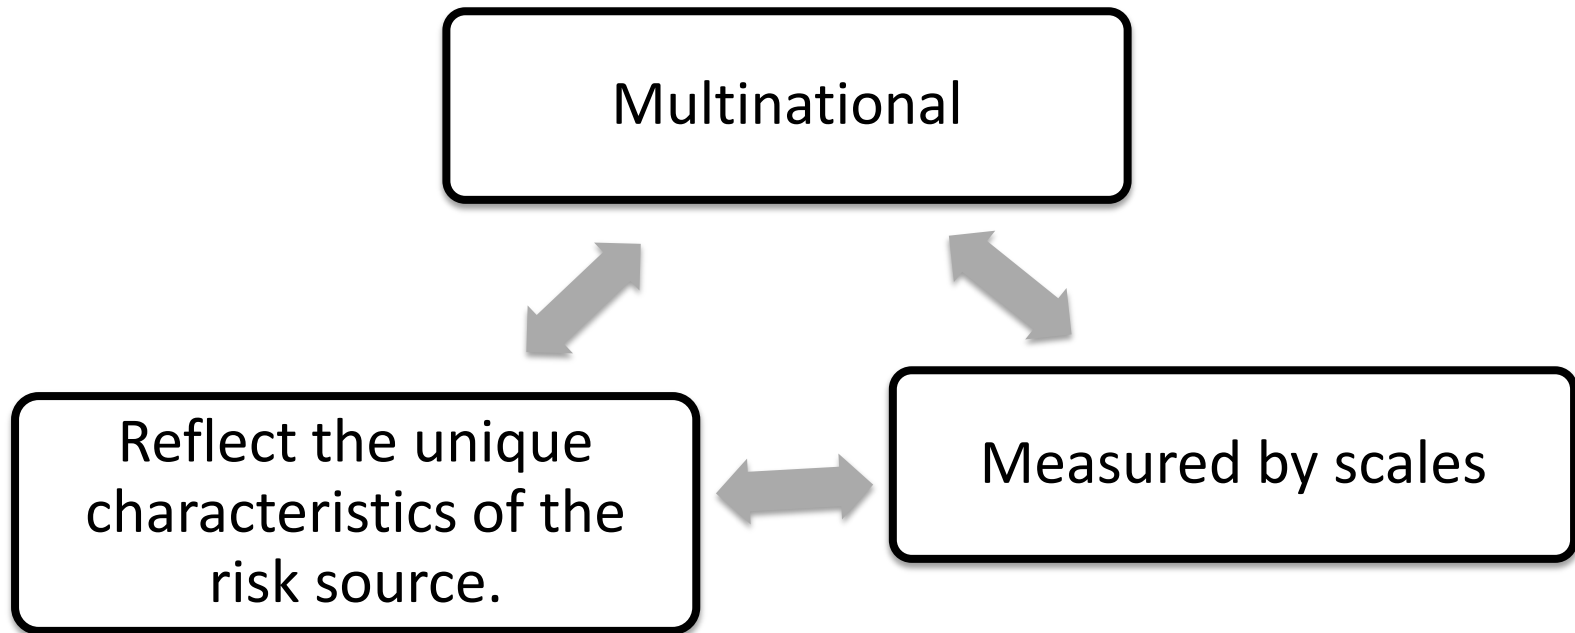 Multinational
Reflect the unique
characteristics of the
risk source.
Measured by scales